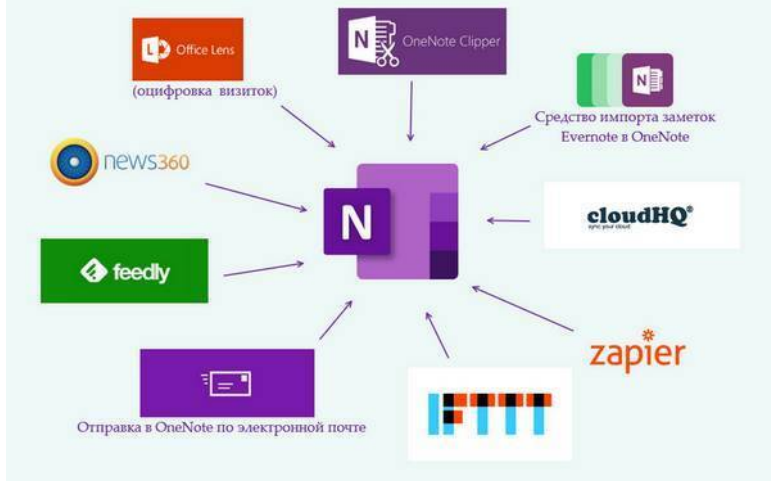 Office Lens
(оцифровка визиток)
N OneNote Clipper
N
Средство импорта заметок
Evernote в OneNote
news360
N
cloudHQ®
sync your cloud
feedly
zapier
Отправка в OneNote по электронной почте
IFTTT